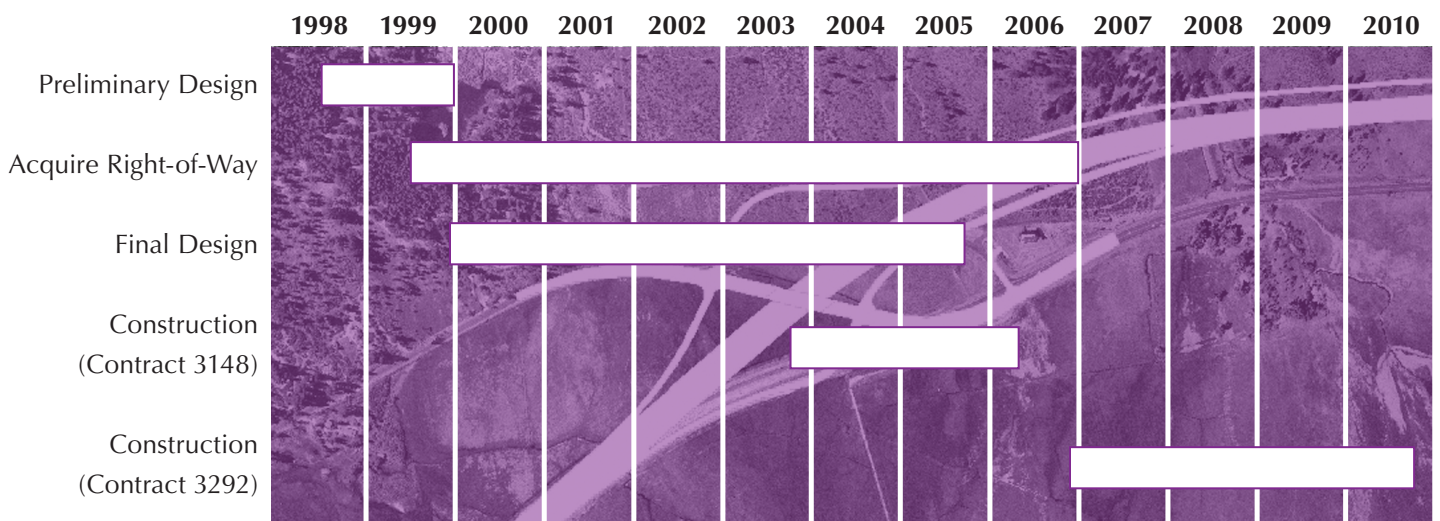 1998 1999 2000 2001 2002 2003 2004 2005 2006 2007 2008 2009 2010
Preliminary Design
Acquire Right-of-Way
Final Design
Construction
(Contract 3148)
Construction
(Contract 3292)